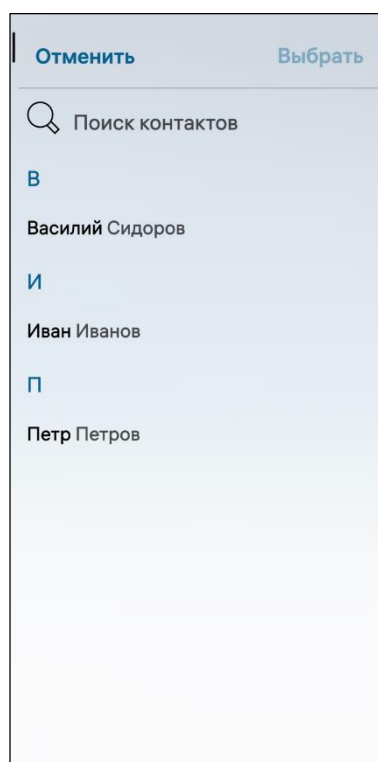 Отменить Выбрать
Поиск контактов
В
Василий Сидоров
И
Иван Иванов
П
Петр Петров